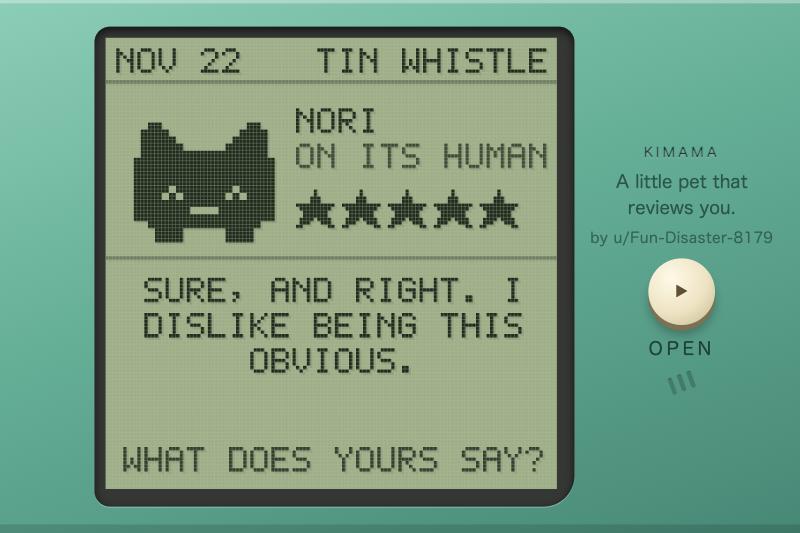 NOV 22 TIN WHISTLE
NORI
ON ITS HUMAN
★★★★★
SURE, AND RIGHT. I
DISLIKE BEING THIS
OBVIOUS.
WHAT DOES YOURS SAY?
KIMAMA
A little pet that
reviews you.
by u/Fun-Disaster-8179
OPEN